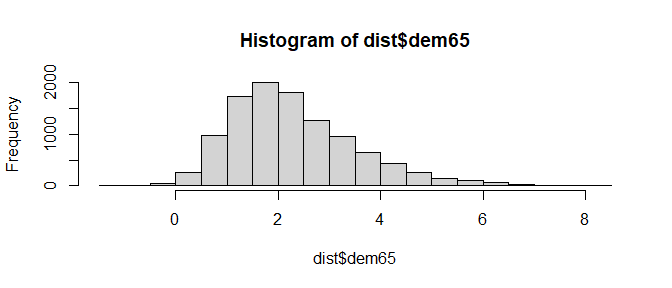 Histogram of dist$dem65
Frequency
2000
1000
0
0 2 4 6 8
dist$dem65